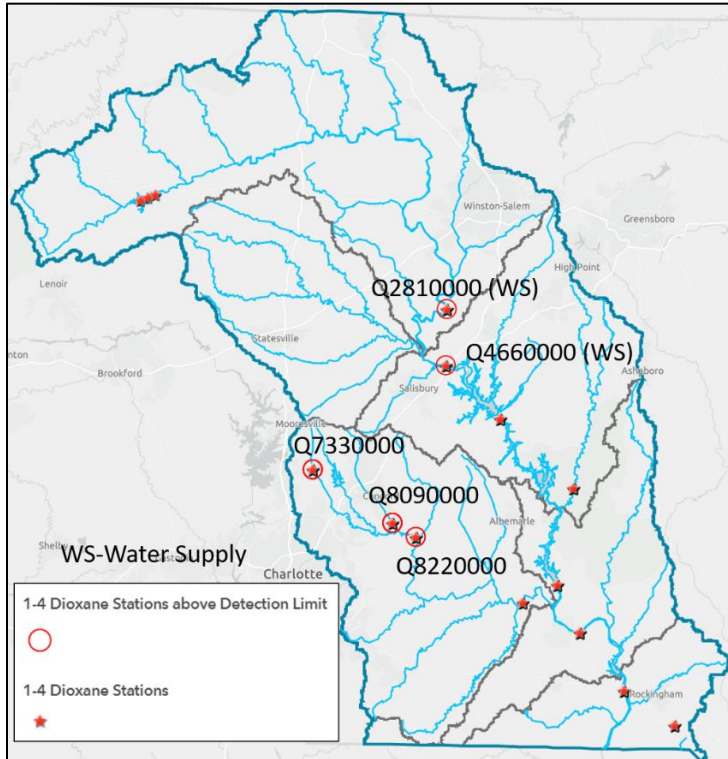 Winston-Salem
Greensboro
High Point
Lenoir
Q2810000 (WS)
Statesville
Q4660000 (WS)
Brookford
Salisbury
Asheboro
Mooresville
Q7330000
Q8090000
Albemarle
Shelby
WS-Water Supply
Q8220000
Charlotte
1-4 Dioxane Stations above Detection Limit
1-4 Dioxane Stations
Rockingham